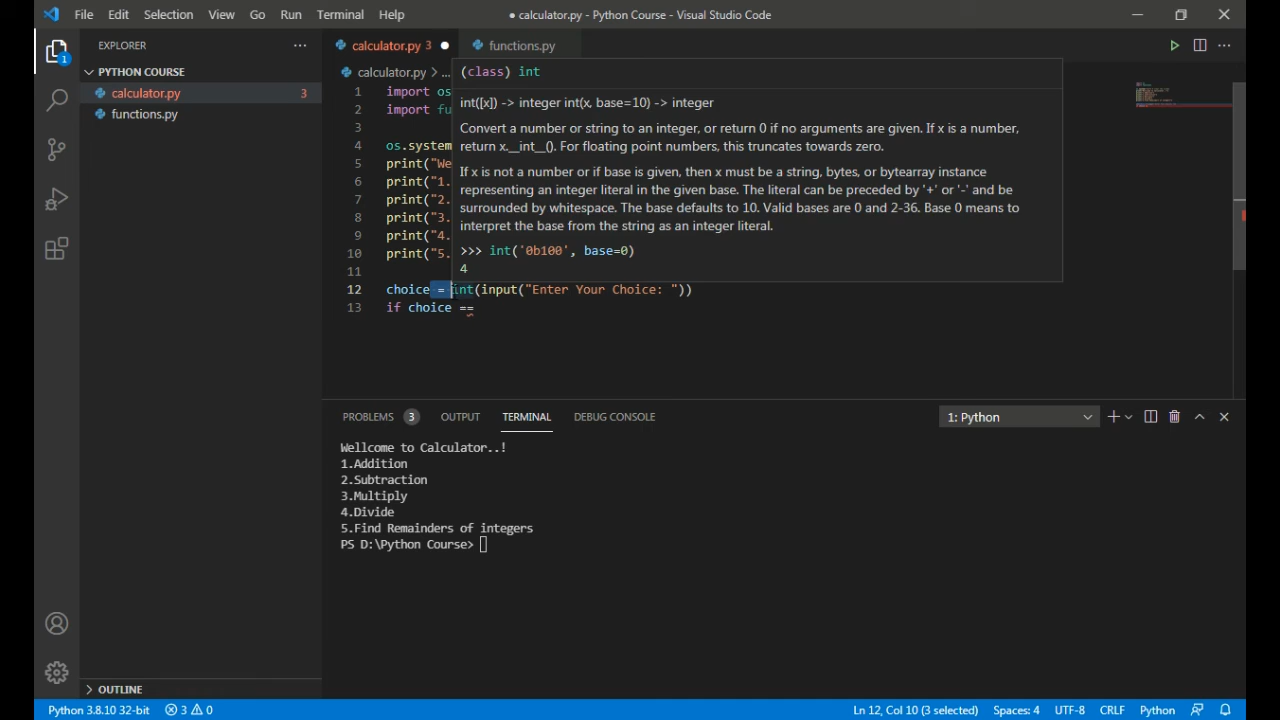 File Edit Selection View Go Run Terminal Help
● calculator.py - Python Course - Visual Studio Code
EXPLORER
PYTHON COURSE
calculator.py 3
functions.py
OUTLINE
calculator.py 3 ● functions.py
calculator.py > ...
1 import os
2 import fu
3
4 os.system
5 print("We
6 print("1.
7 print("2.
8 print("3.
9 print("4.
10 print("5.
11
12 choice = int(input("Enter Your Choice: "))
13 if choice ==
(class) int
int([x]) -> integer int(x, base=10) -> integer
Convert a number or string to an integer, or return 0 if no arguments are given. If x is a number,
return x.__int__(). For floating point numbers, this truncates towards zero.
If x is not a number or if base is given, then x must be a string, bytes, or bytearray instance
representing an integer literal in the given base. The literal can be preceded by '+' or '-' and be
surrounded by whitespace. The base defaults to 10. Valid bases are 0 and 2-36. Base 0 means to
interpret the base from the string as an integer literal.
>>> int('0b100', base=0)
4
PROBLEMS 3 OUTPUT TERMINAL DEBUG CONSOLE
1: Python
Wellcome to Calculator..!
1.Addition
2.Subtraction
3.Multiply
4.Divide
5.Find Remainders of integers
PS D:\Python Course>
1
Python 3.8.10 32-bit 3 0
Ln 12, Col 10 (3 selected) Spaces: 4 UTF-8 CRLF Python